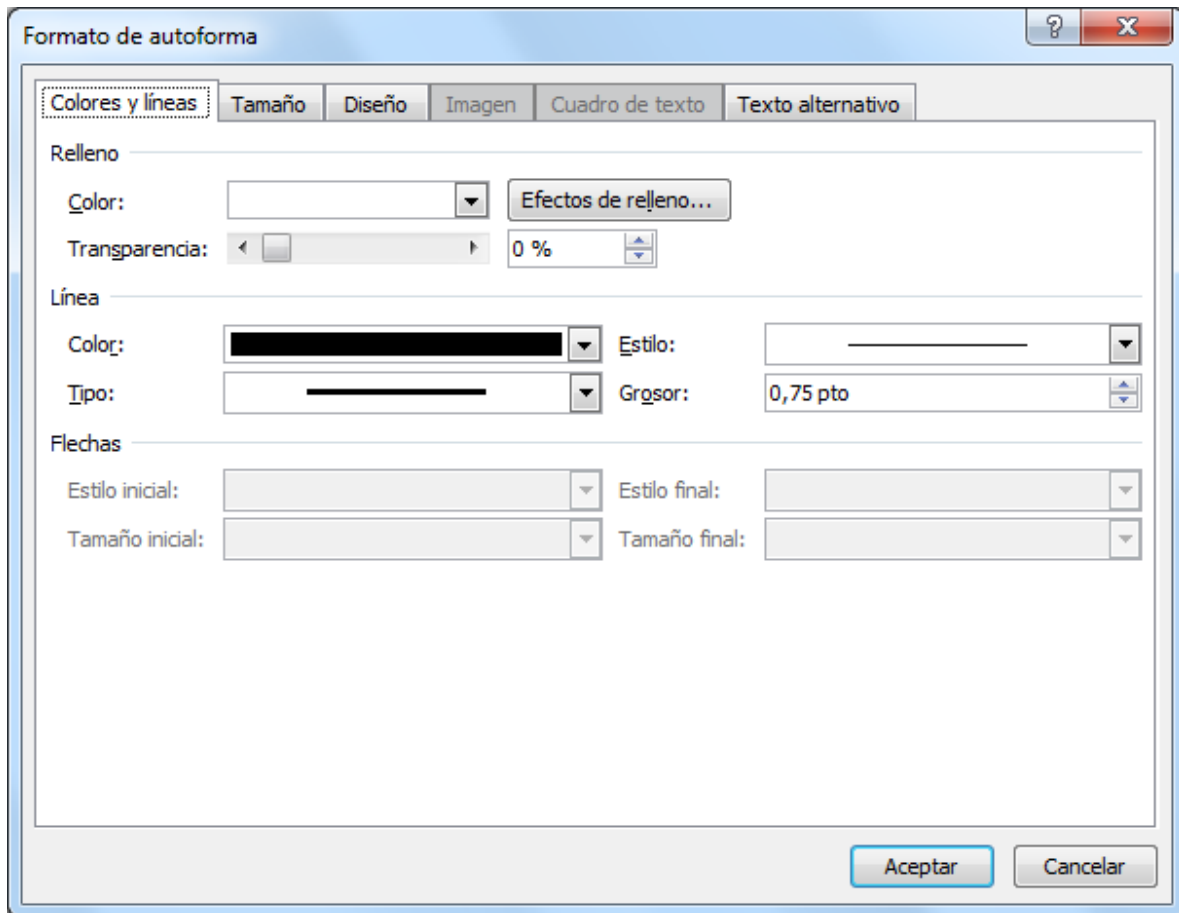 Formato de autoforma
Colores y líneas Tamaño Diseño Imagen Cuadro de texto Texto alternativo
Relleno
Color: Efectos de relleno...
Transparencia: 0 %
Línea
Color: Estilo:
Tipo: Grosor: 0,75 pto
Flechas
Estilo inicial: Estilo final:
Tamaño inicial: Tamaño final:
Aceptar Cancelar